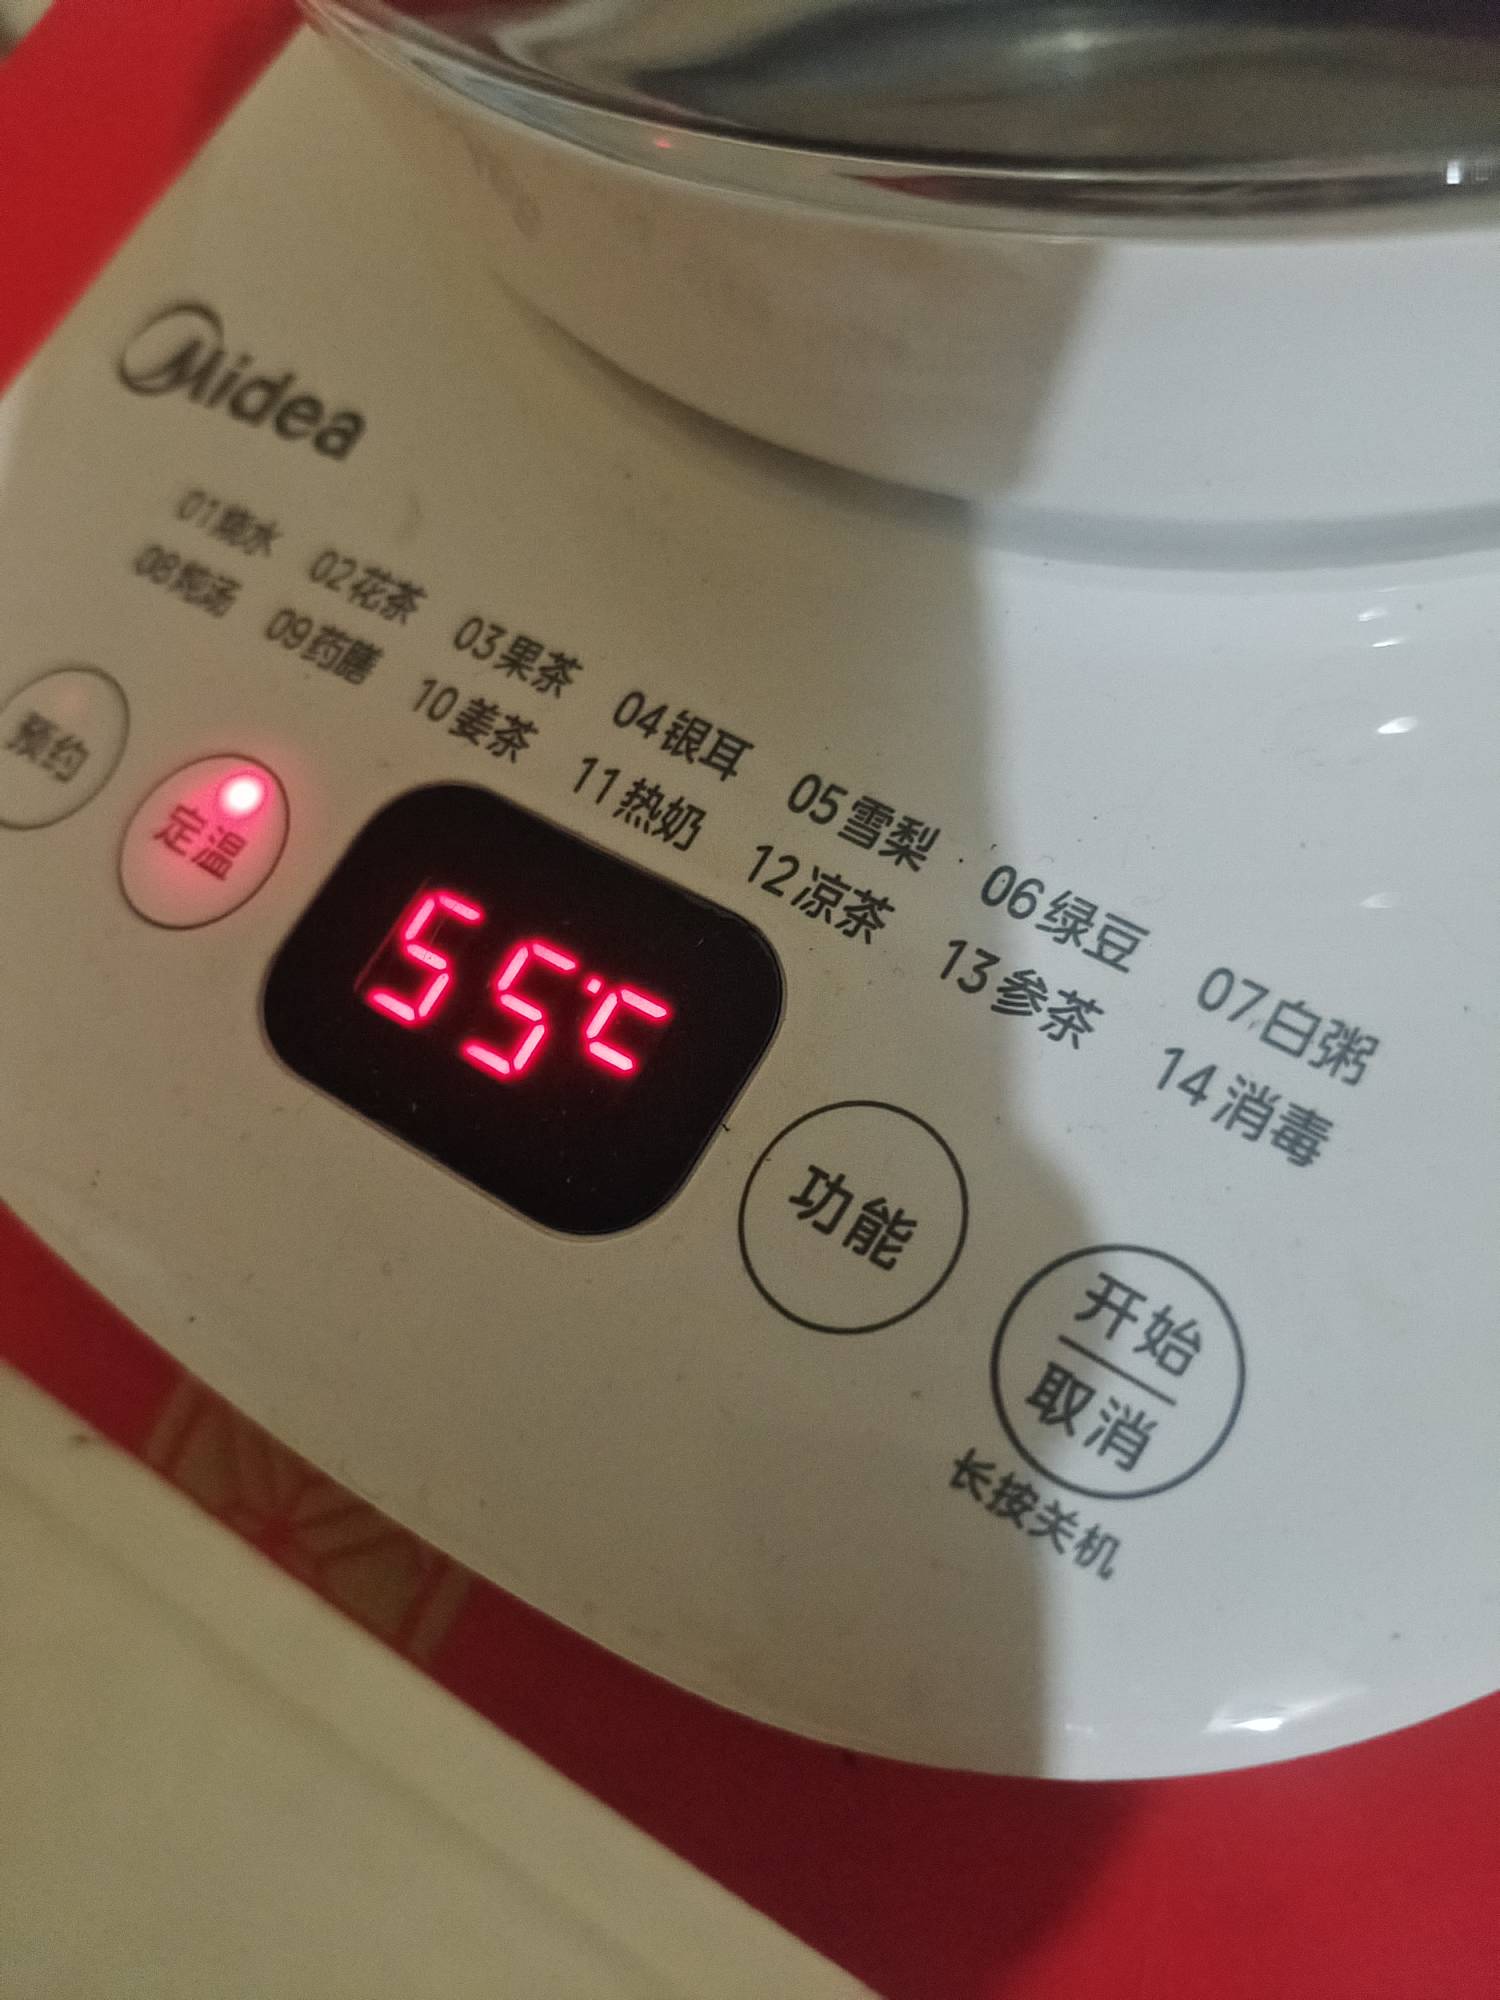 Midea
01烧水 02花茶 03果茶 04银耳 05雪梨 06绿豆 07白粥
08炖汤 09药膳 10姜茶 11热奶 12凉茶 13参茶 14消毒
预约
定温
55℃
功能
开始
取消
长按关机